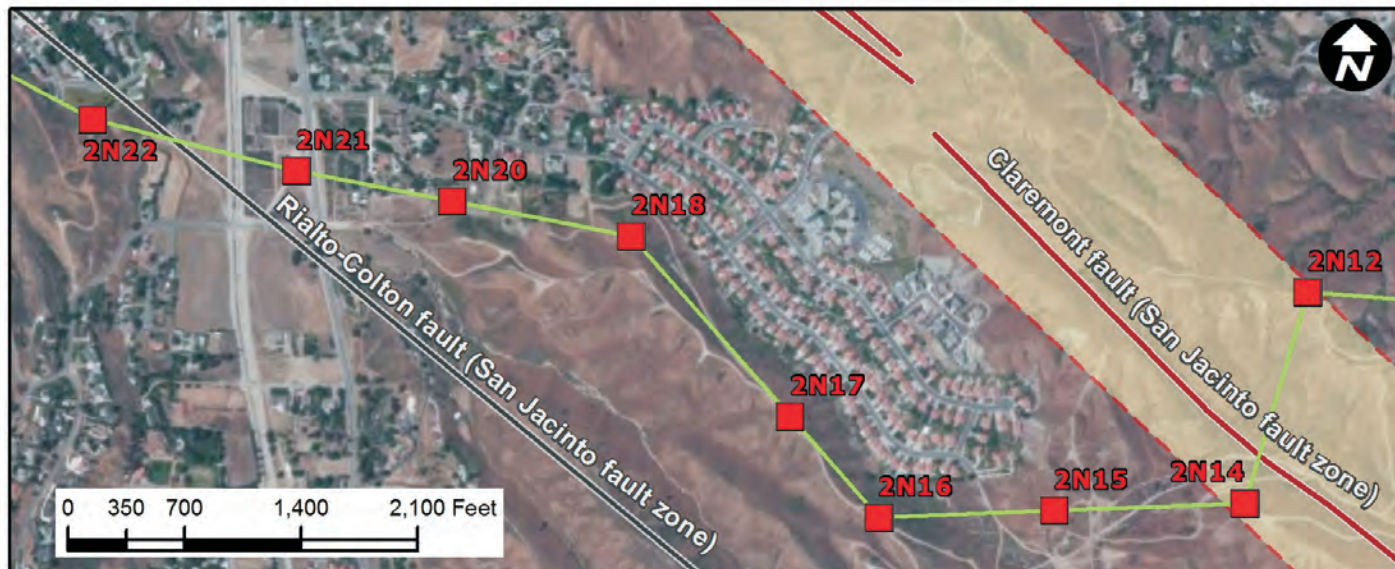 N
2N22
2N21
2N20
2N18
2N12
2N17
2N16
2N15
2N14
Rialto-Colton fault (San Jacinto fault zone)
Claremont fault (San Jacinto fault zone)
0 350 700 1,400 2,100 Feet